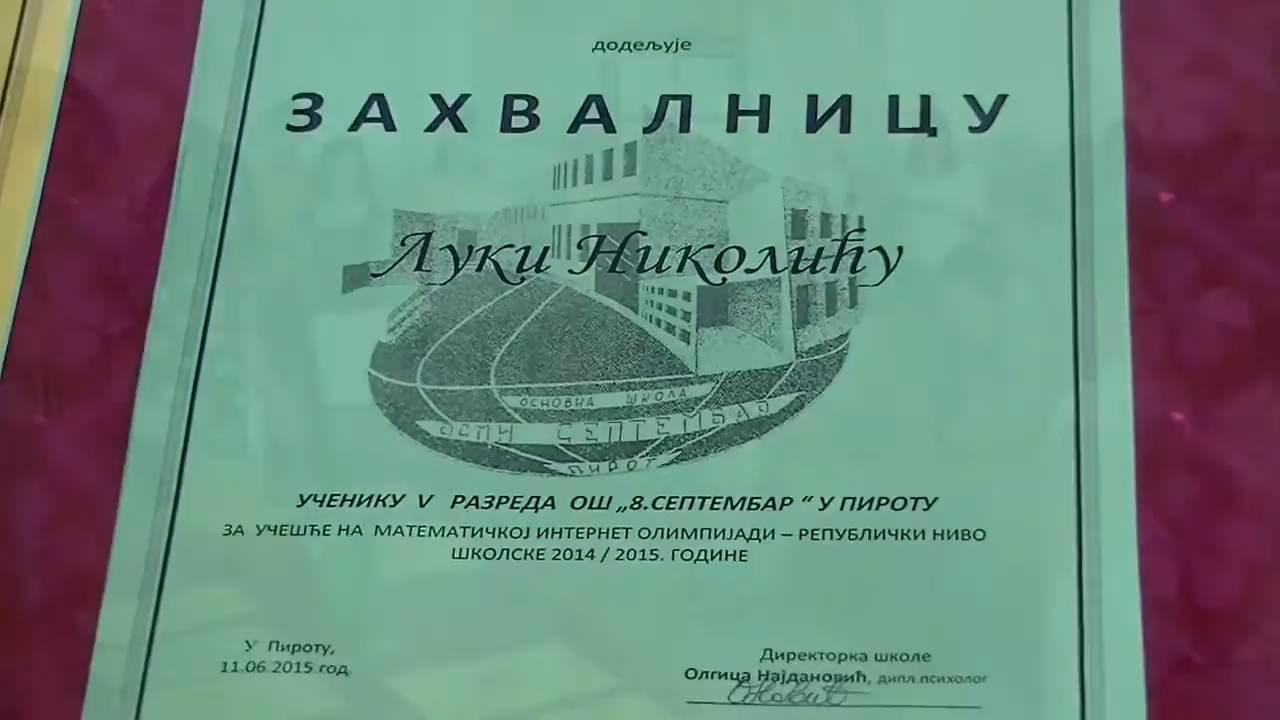 додељује
ЗАХВАЛНИЦУ
Луки Николићу
ОСНОВНА ШКОЛА
ОСМИ СЕПТЕМБАР
ПИРОТ
УЧЕНИКУ V РАЗРЕДА ОШ „8.СЕПТЕМБАР “ У ПИРОТУ
ЗА УЧЕШЋЕ НА МАТЕМАТИЧКОЈ ИНТЕРНЕТ ОЛИМПИЈАДИ – РЕПУБЛИЧКИ НИВО
ШКОЛСКЕ 2014 / 2015. ГОДИНЕ
У Пироту,
11.06.2015.год.
Директорка школе
Олгица Најдановић, дипл.психолог